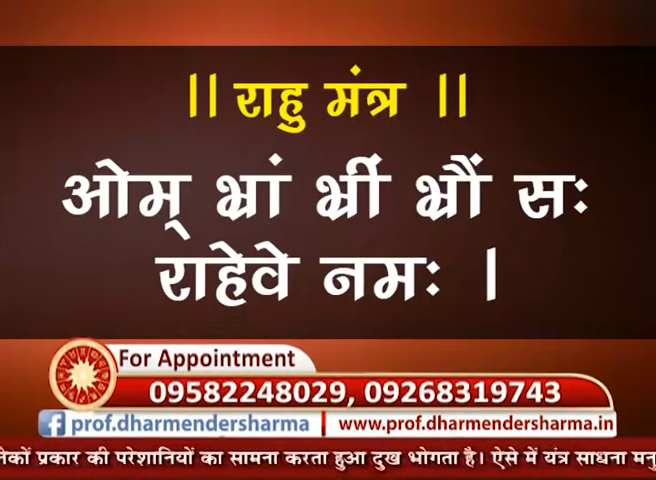 || राहु मंत्र ||
ओम् भ्रां भ्रीं भ्रौं सः
राहेवे नमः ।
For Appointment
09582248029, 09268319743
prof.dharmendersharma | www.prof.dharmendersharma.in
प्रकार की परेशानियों का सामना करता हुआ दुख भोगता है। ऐसे में यंत्र साधना